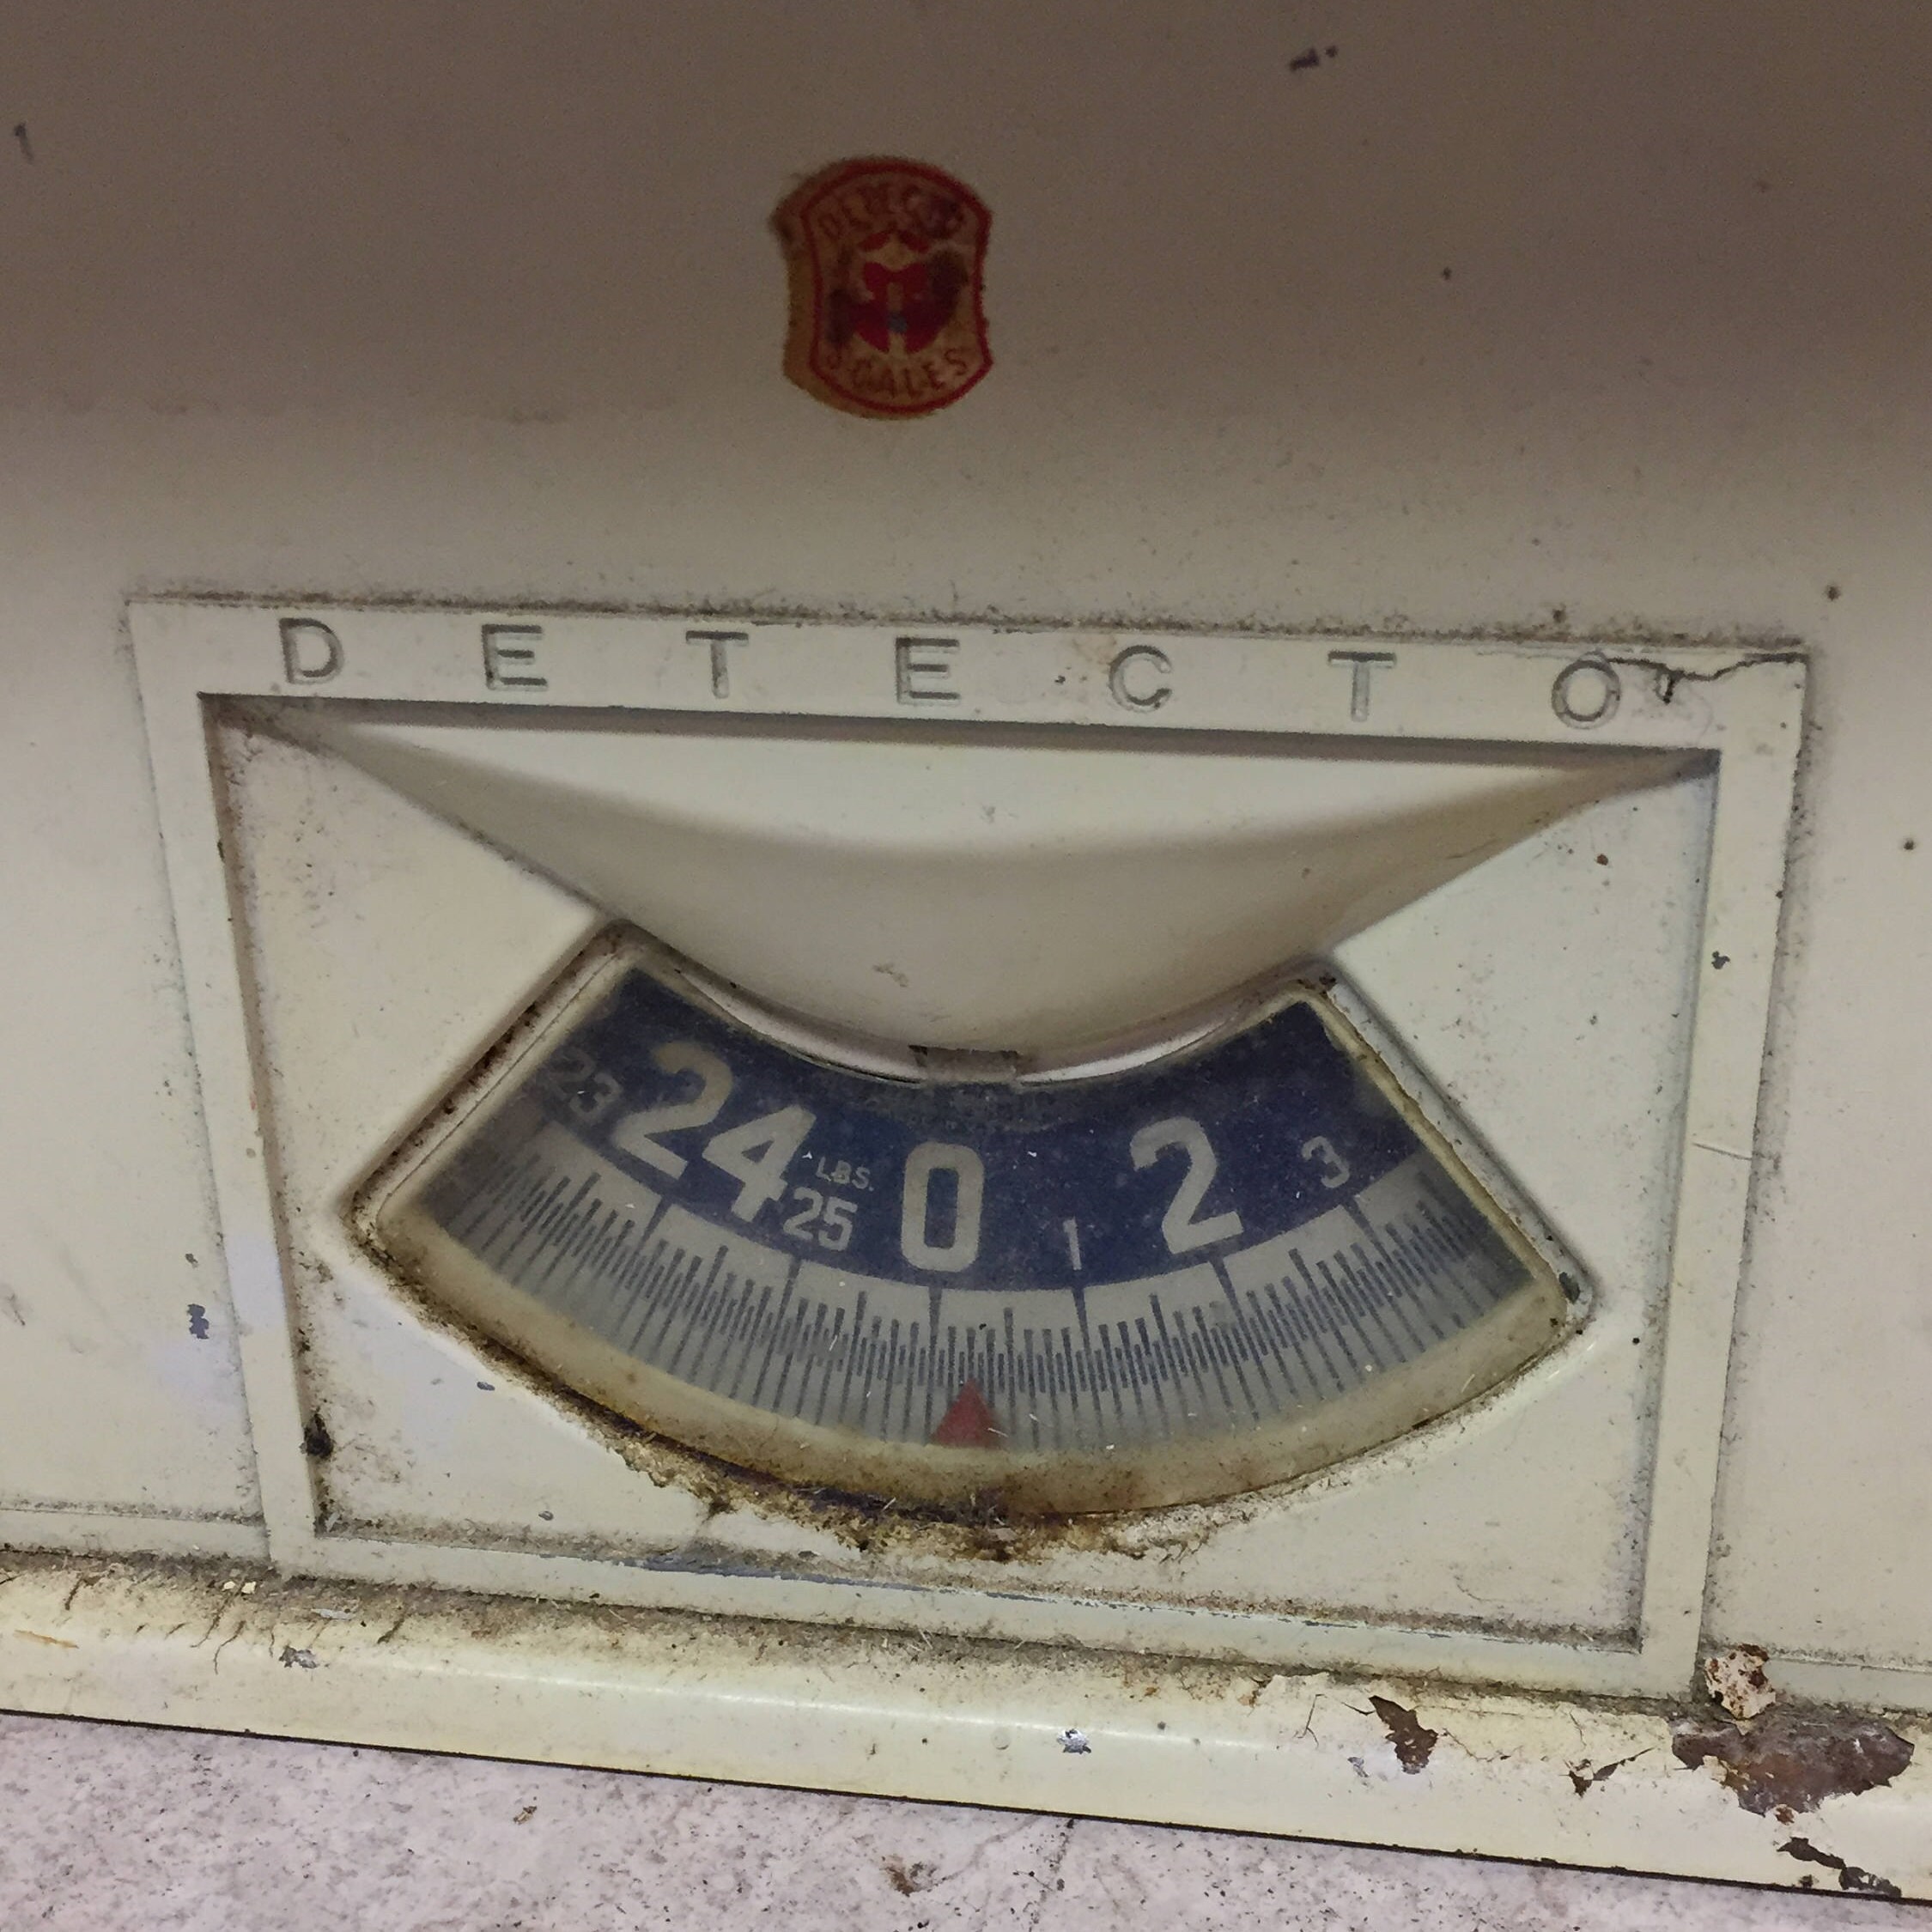 DETECTO
SCALES
DETECTO
23 24 LBS. 25 0 1 2 3